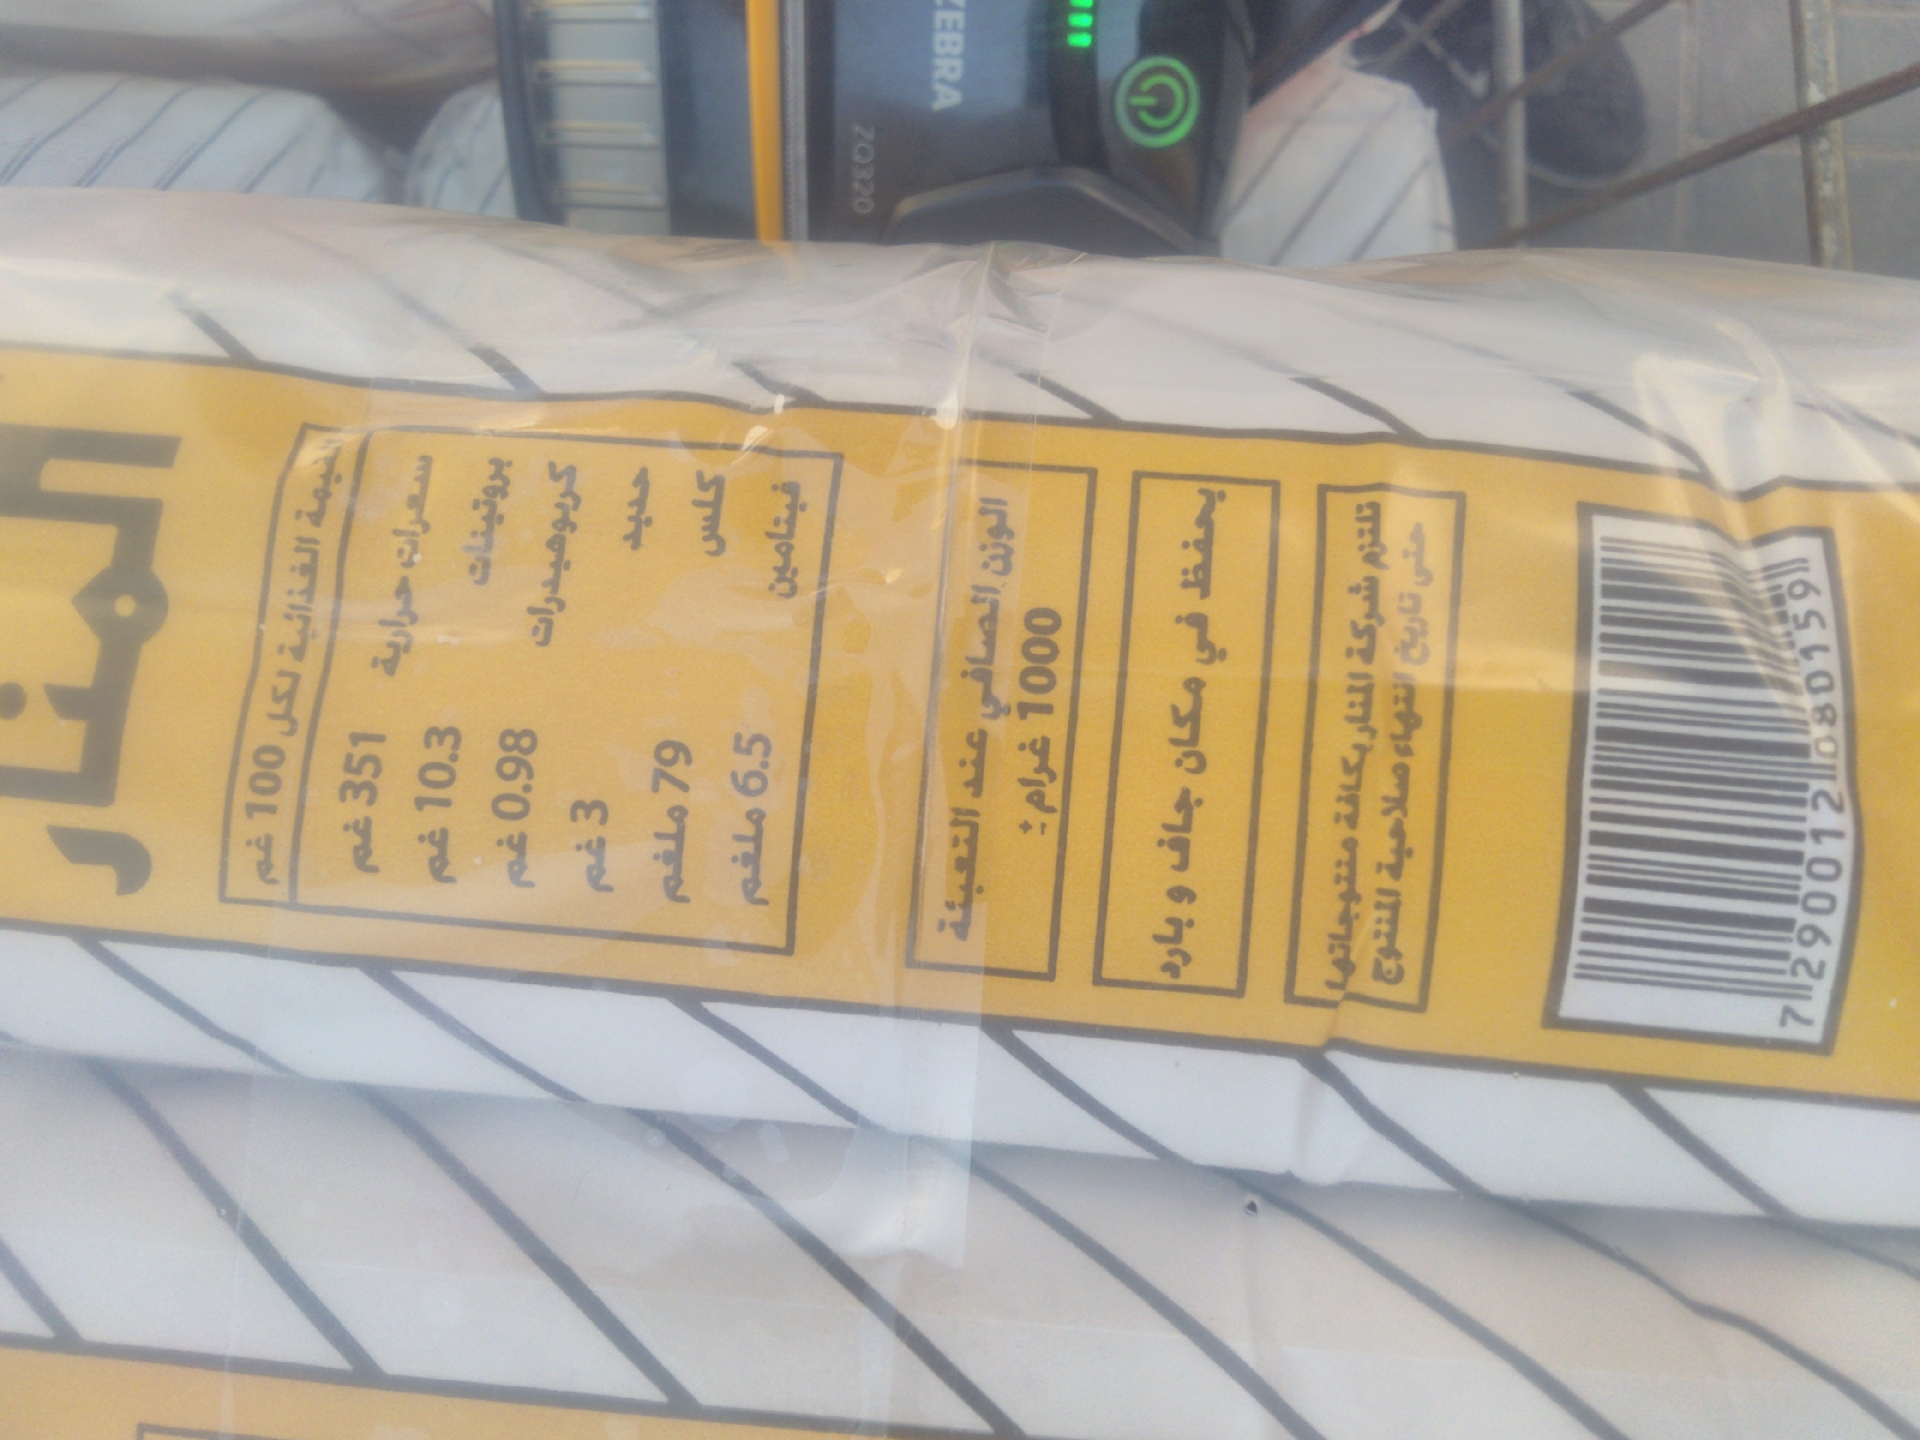 ZEBRA
ZQ320
المنار
القيمة الغذائية لكل 100 غم
سعرات حرارية 351 غم
بروتينات 10.3 غم
كربوهيدرات 0.98 غم
حديد 3 غم
كلس 79 ملغم
فيتامين 6.5 ملغم
الوزن الصافي عند التعبئة
1000 غرام ±
يحفظ في مكان جاف و بارد
تلتزم شركة المنار بكافة منتوجاتها
حتى تاريخ انتهاء صلاحية المنتوج
7290012080159